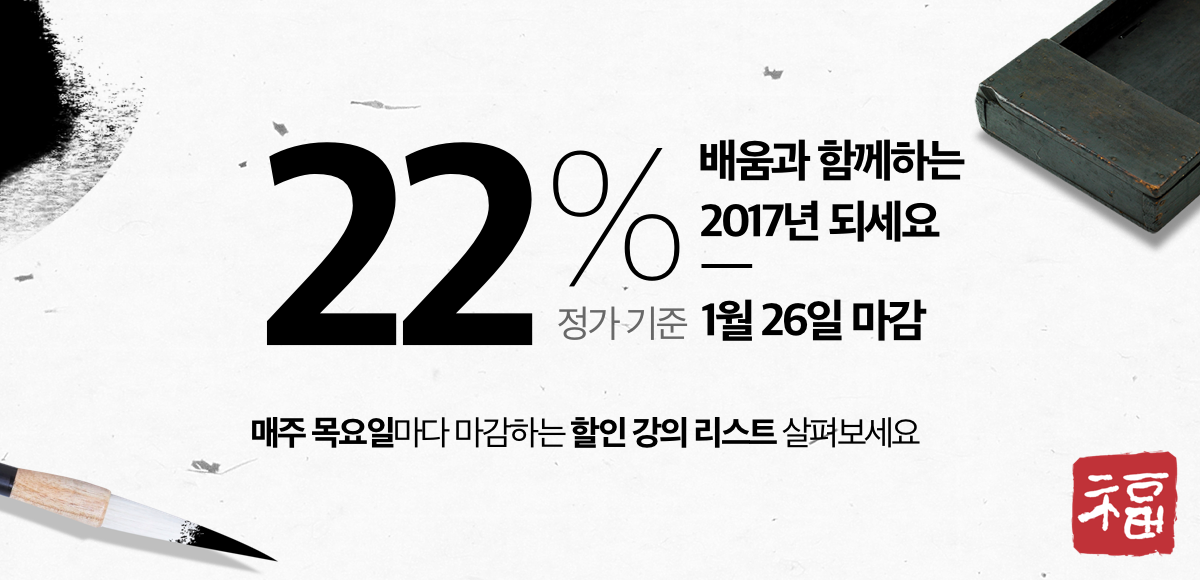 22%
정가 기준
배움과 함께하는
2017년 되세요
1월 26일 마감
매주 목요일마다 마감하는 할인 강의 리스트 살펴보세요
福